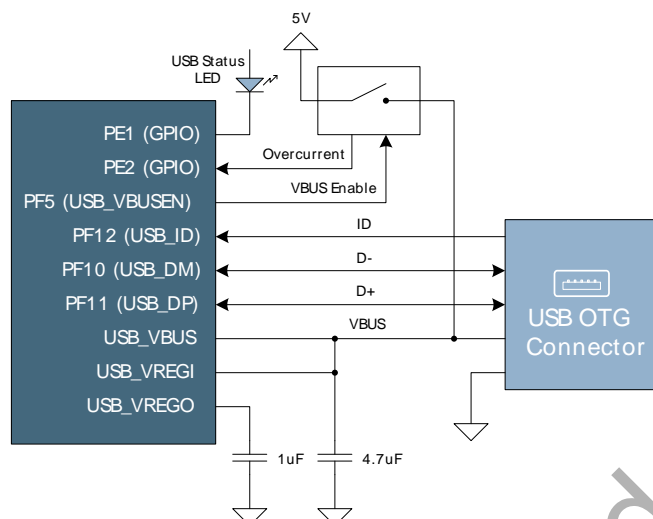 5V
USB Status
LED
PE1 (GPIO)
Overcurrent
PE2 (GPIO)
VBUS Enable
PF5 (USB_VBUSEN)
PF12 (USB_ID)
ID
PF10 (USB_DM)
D-
PF11 (USB_DP)
D+
USB OTG
Connector
USB_VBUS
VBUS
USB_VREGI
USB_VREGO
1uF
4.7uF
d